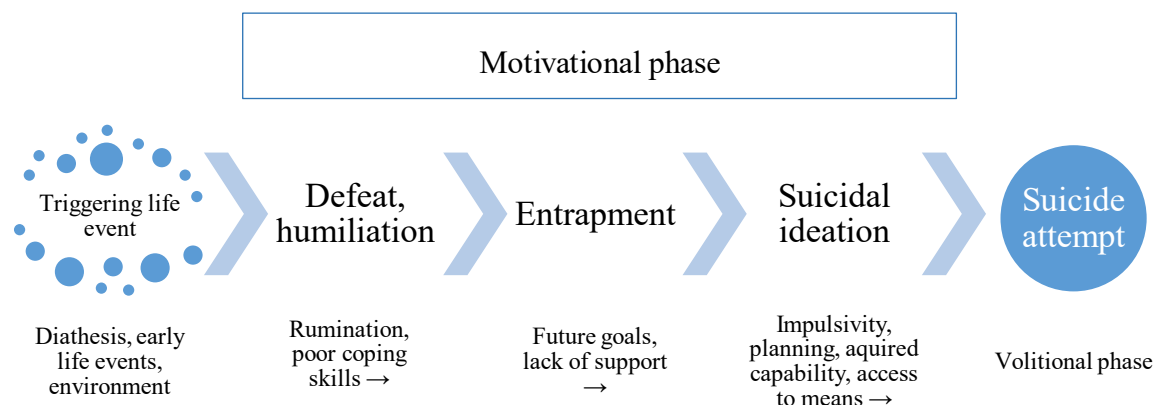 Motivational phase
Triggering life
event
Defeat,
humiliation
Entrapment
Suicidal
ideation
Suicide
attempt
Diathesis, early
life events,
environment
Rumination,
poor coping
skills →
Future goals,
lack of support
→
Impulsivity,
planning, aquired
capability, access
to means →
Volitional phase